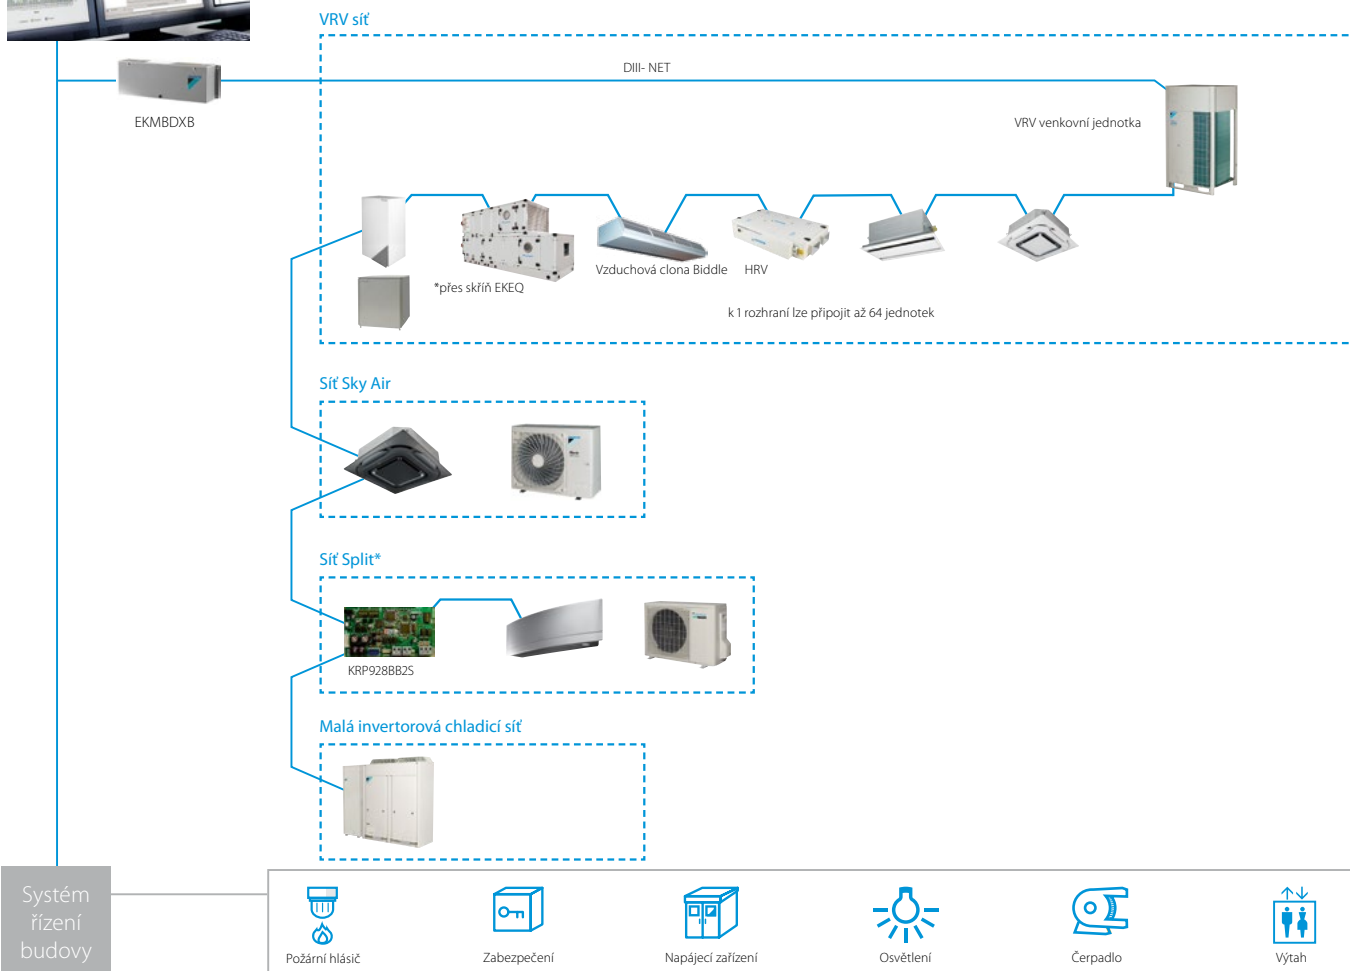 VRV síť
DIII- NET
EKMBDXB
VRV venkovní jednotka
Vzduchová clona Biddle
HRV
*přes skříň EKEQ
k 1 rozhraní lze připojit až 64 jednotek
Síť Sky Air
Síť Split*
KRP928BB2S
Malá invertorová chladicí síť
Systém
řízení
budovy
Požární hlásič
Zabezpečení
Napájecí zařízení
Osvětlení
Čerpadlo
Výtah